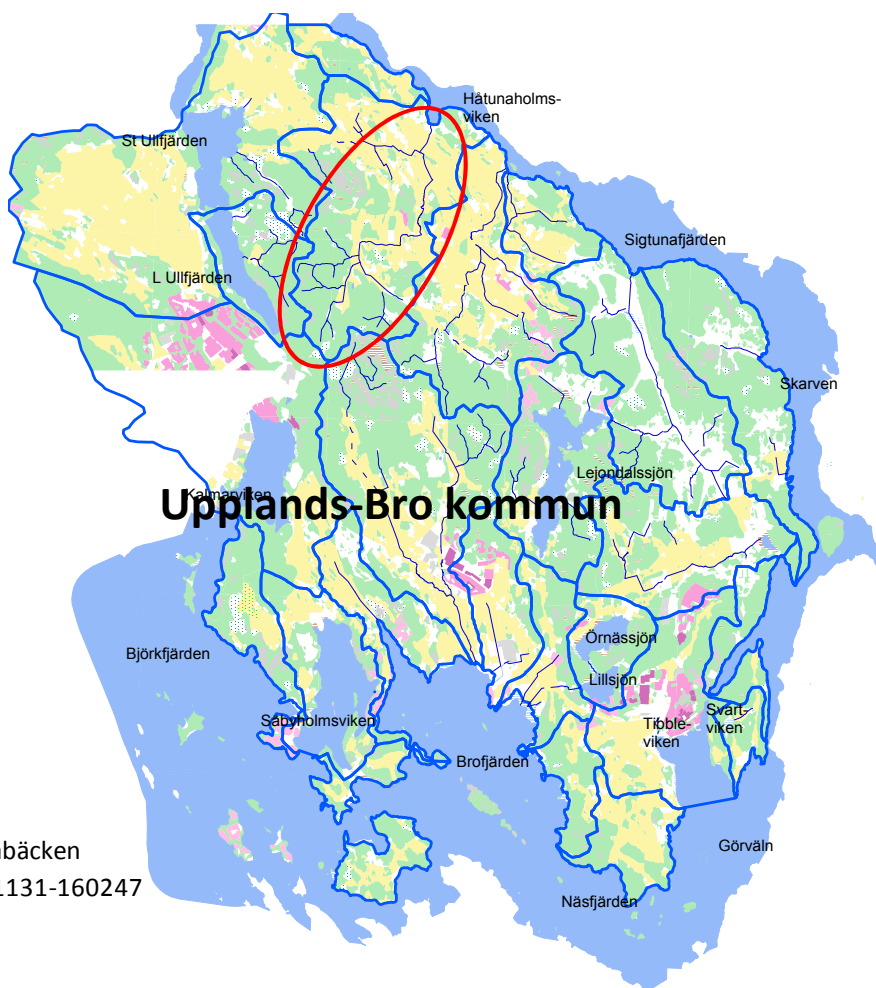 Håtunaholms-
viken
St Ullfjärden
Sigtunafjärden
L Ullfjärden
Skarven
Lejondalssjön
Kalmarviken
Upplands-Bro kommun
Örnässjön
Björkfjärden
Lillsjön
Säbyholmsviken
Tibble-
viken
Svart-
viken
Brofjärden
Görväln
bäcken
1131-160247
Näsfjärden